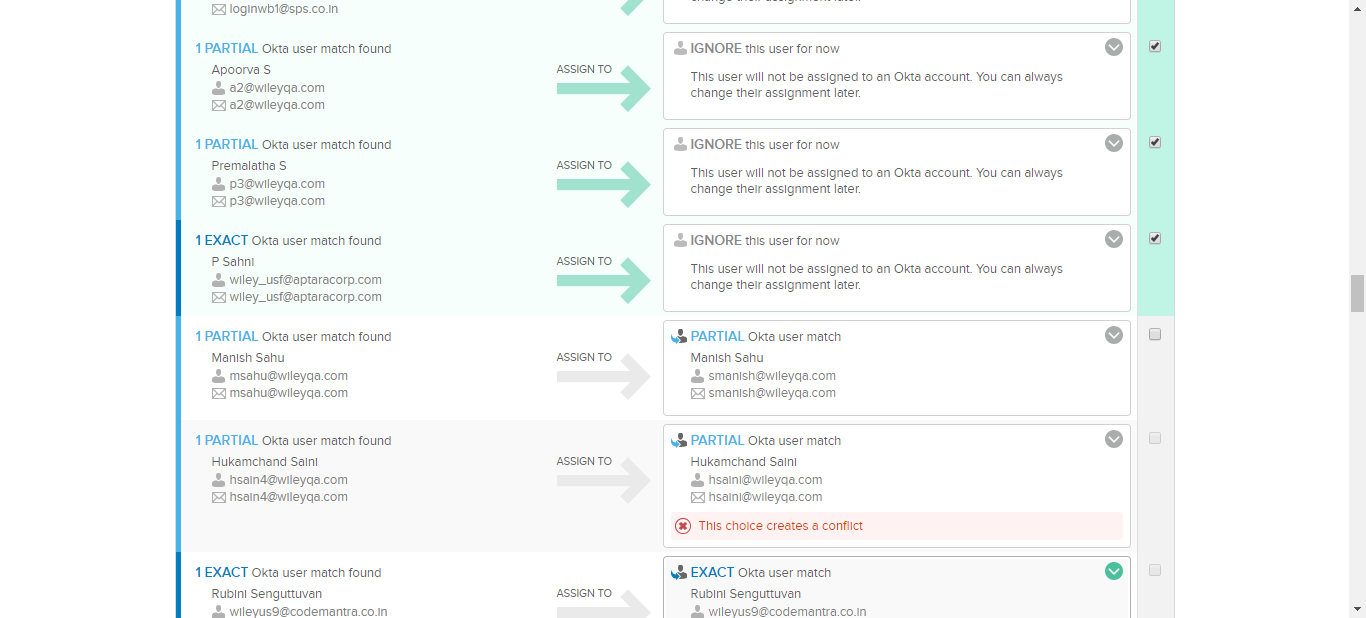 loginwb1@sps.co.in
1 PARTIAL Okta user match found
Apoorva S
a2@wileyqa.com
a2@wileyqa.com
ASSIGN TO
IGNORE this user for now
This user will not be assigned to an Okta account. You can always
change their assignment later.
1 PARTIAL Okta user match found
Premalatha S
p3@wileyqa.com
p3@wileyqa.com
ASSIGN TO
IGNORE this user for now
This user will not be assigned to an Okta account. You can always
change their assignment later.
1 EXACT Okta user match found
P Sahni
wiley_usf@aptaracorp.com
wiley_usf@aptaracorp.com
ASSIGN TO
IGNORE this user for now
This user will not be assigned to an Okta account. You can always
change their assignment later.
1 PARTIAL Okta user match found
Manish Sahu
msahu@wileyqa.com
msahu@wileyqa.com
ASSIGN TO
PARTIAL Okta user match
Manish Sahu
smanish@wileyqa.com
smanish@wileyqa.com
1 PARTIAL Okta user match found
Hukamchand Saini
hsain4@wileyqa.com
hsain4@wileyqa.com
ASSIGN TO
PARTIAL Okta user match
Hukamchand Saini
hsaini@wileyqa.com
hsaini@wileyqa.com
This choice creates a conflict
1 EXACT Okta user match found
Rubini Senguttuvan
wileyus9@codemantra.co.in
ASSIGN TO
EXACT Okta user match
Rubini Senguttuvan
wileyus9@codemantra.co.in